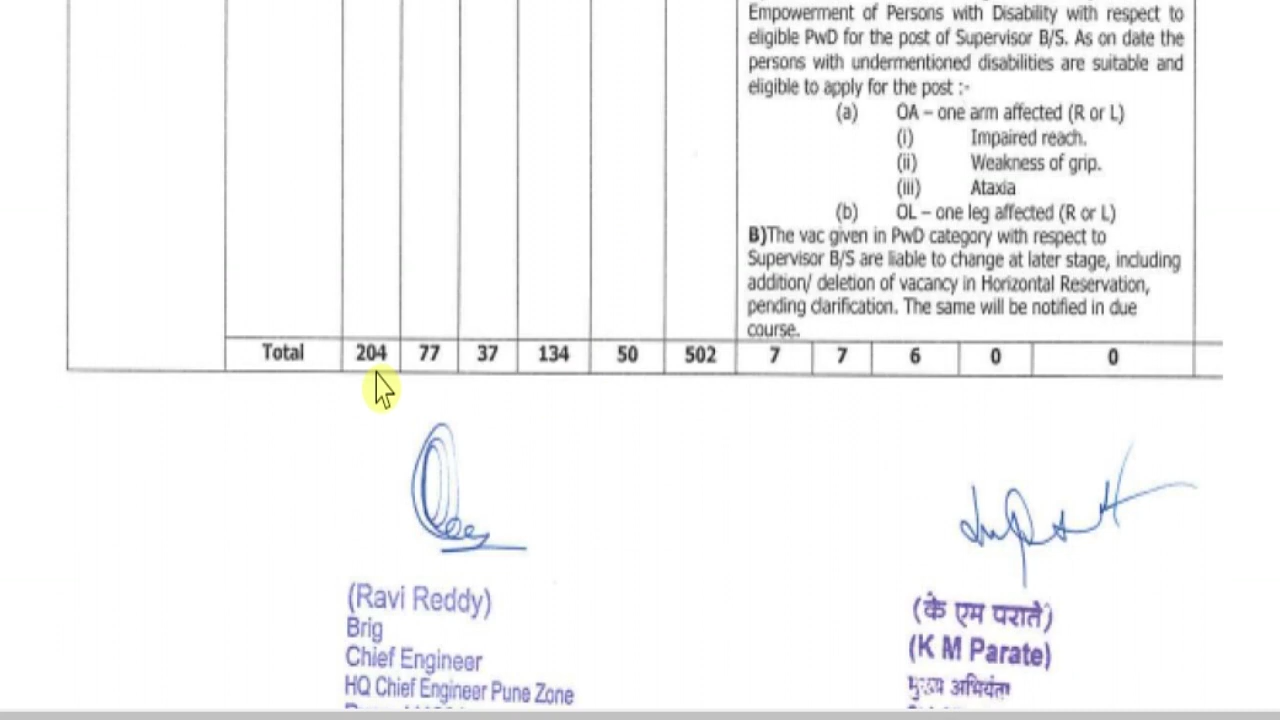 Empowerment of Persons with Disability with respect to
eligible PwD for the post of Supervisor B/S. As on date the
persons with undermentioned disabilities are suitable and
eligible to apply for the post :-
(a) OA – one arm affected (R or L)
(i) Impaired reach.
(ii) Weakness of grip.
(iii) Ataxia
(b) OL – one leg affected (R or L)
B)The vac given in PwD category with respect to
Supervisor B/S are liable to change at later stage, including
addition/ deletion of vacancy in Horizontal Reservation,
pending clarification. The same will be notified in due
course.
Total 204 77 37 134 50 502 7 7 6 0 0
(Ravi Reddy)
Brig
Chief Engineer
HQ Chief Engineer Pune Zone
(के एम पराते)
(K M Parate)
मुख्य अभियंता